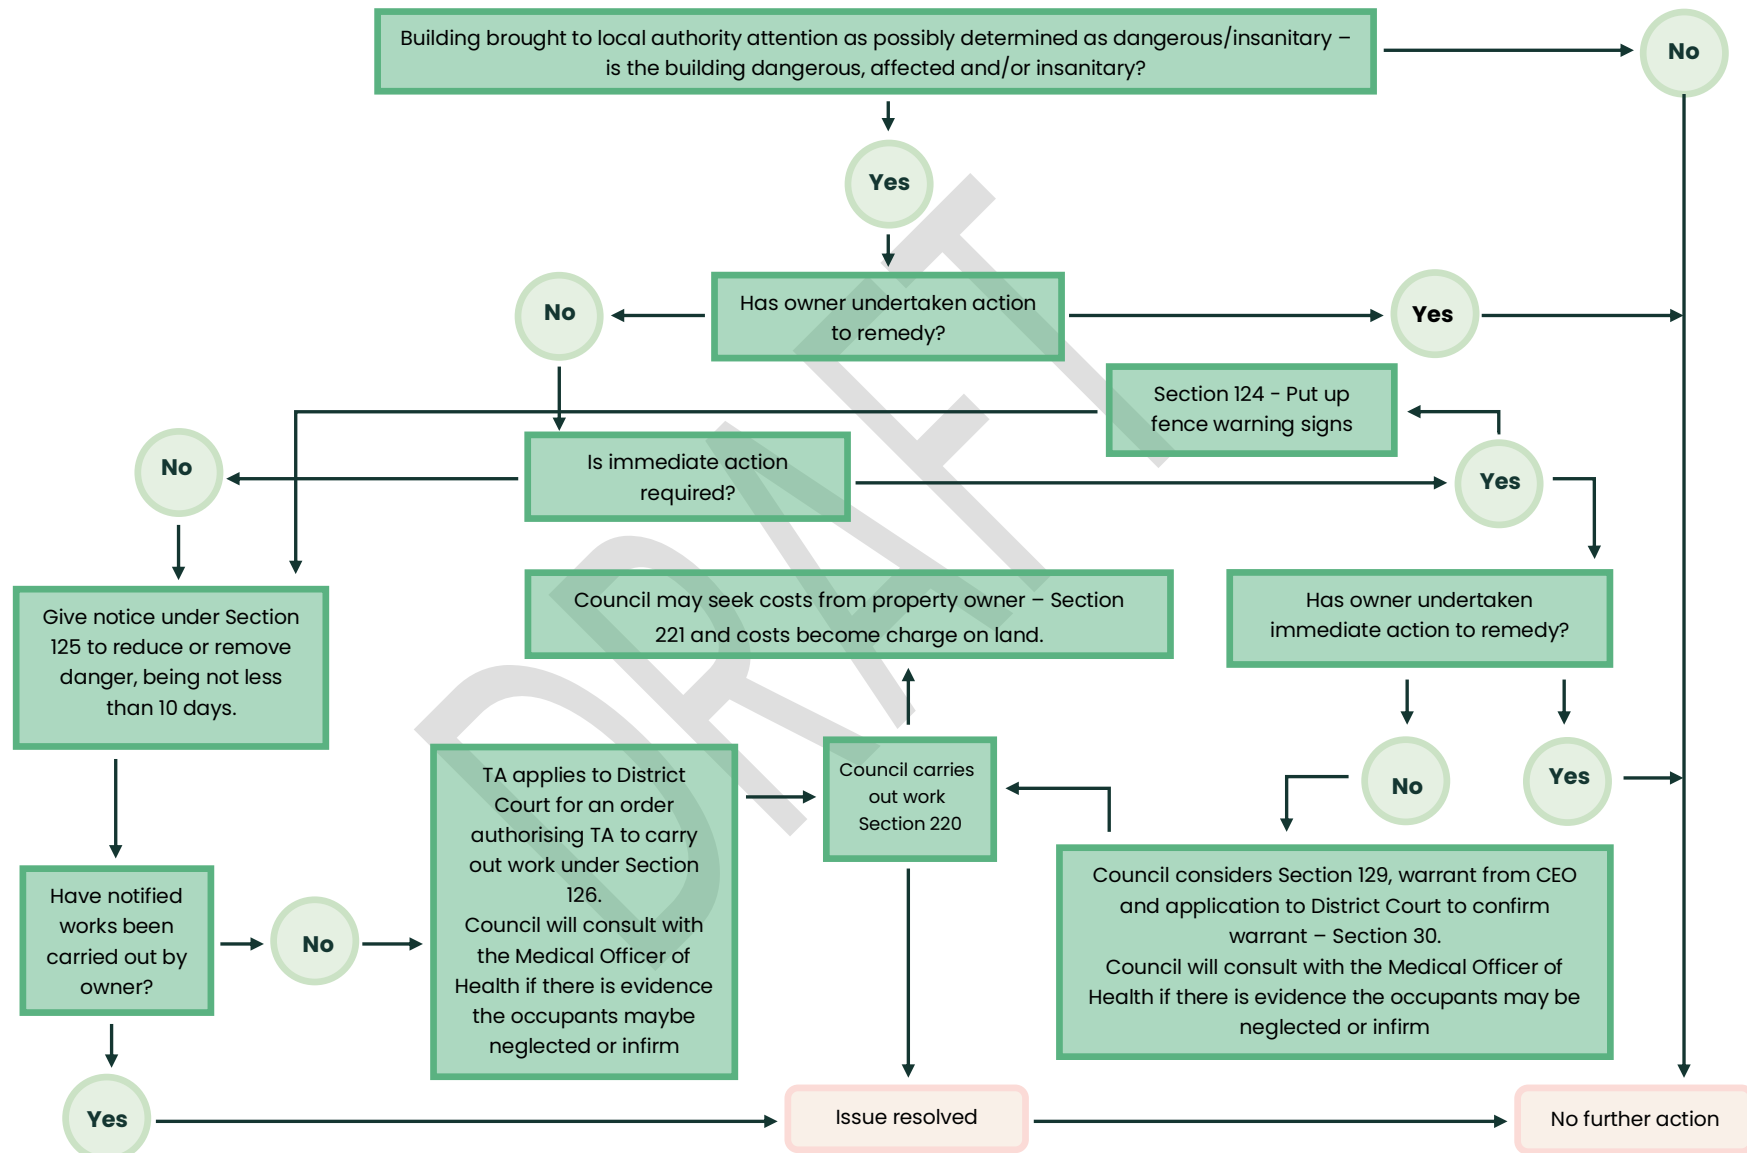 Building brought to local authority attention as possibly determined as dangerous/insanitary –
is the building dangerous, affected and/or insanitary?
No
Yes
Has owner undertaken action
to remedy?
No
Yes
Section 124 - Put up
fence warning signs
Is immediate action
required?
No
Yes
Give notice under Section
125 to reduce or remove
danger, being not less
than 10 days.
Council may seek costs from property owner – Section
221 and costs become charge on land.
Has owner undertaken
immediate action to remedy?
No
Yes
TA applies to District
Court for an order
authorising TA to carry
out work under Section
126.
Council will consult with
the Medical Officer of
Health if there is evidence
the occupants maybe
neglected or infirm
Council carries
out work
Section 220
Council considers Section 129, warrant from CEO
and application to District Court to confirm
warrant – Section 30.
Council will consult with the Medical Officer of
Health if there is evidence the occupants may be
neglected or infirm
Have notified
works been
carried out by
owner?
No
Yes
Issue resolved
No further action
DRAFT